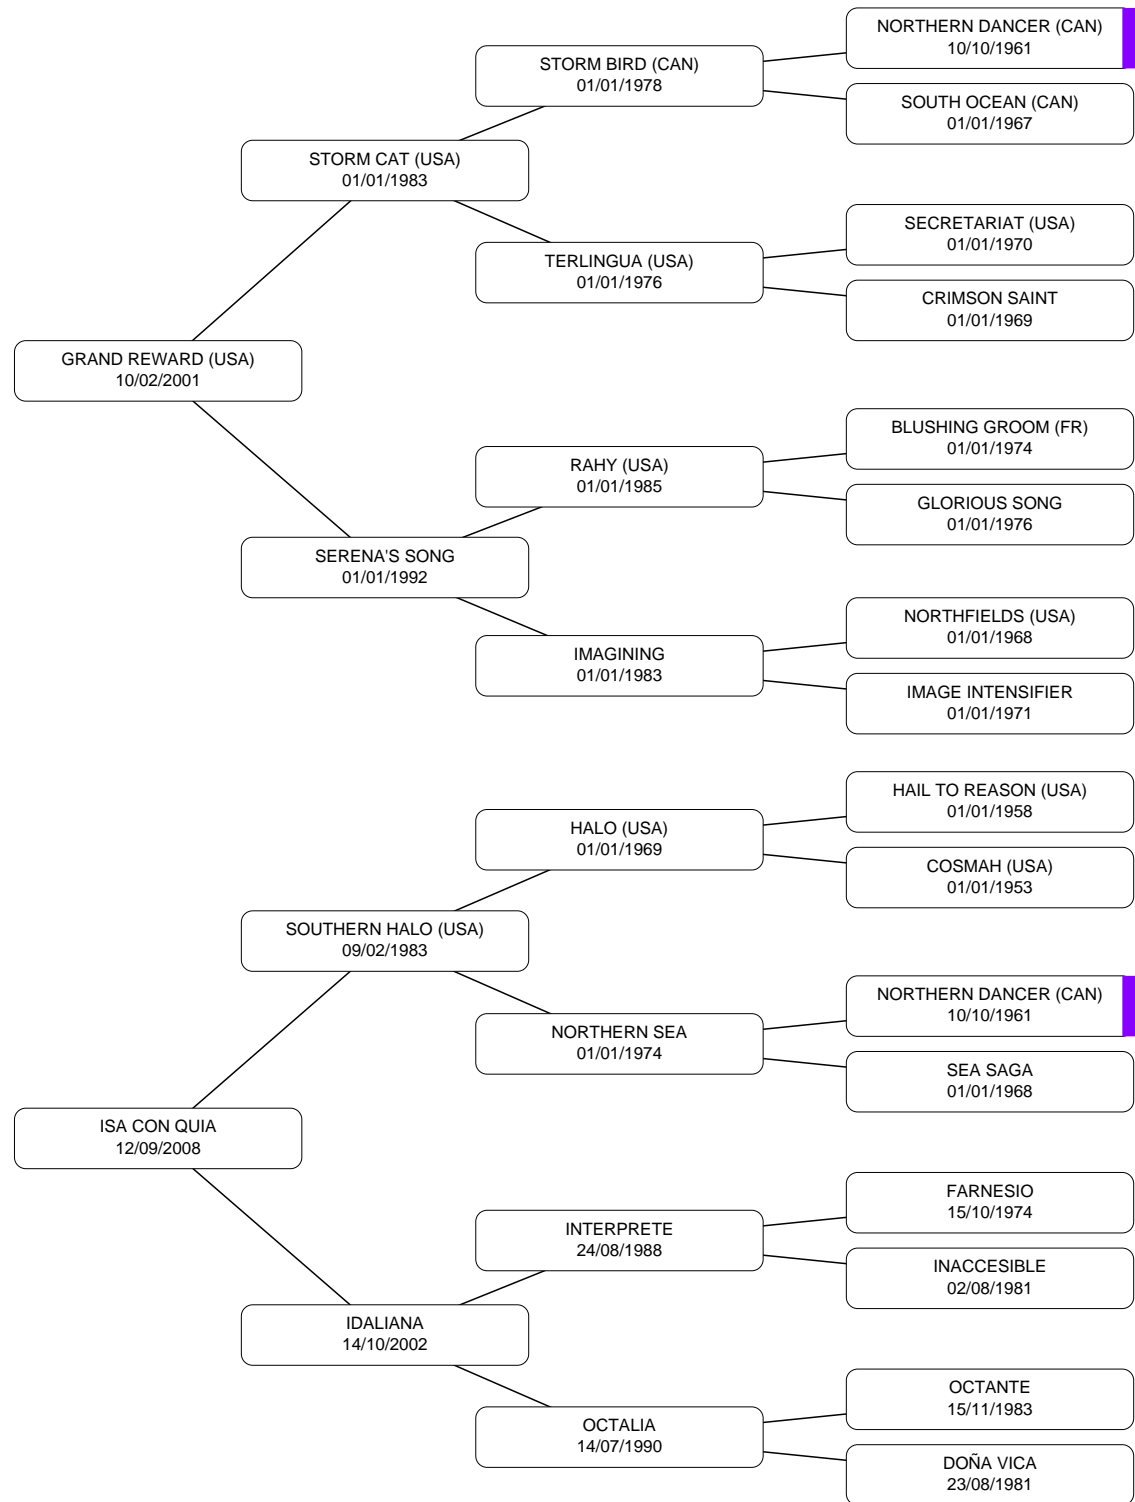 NORTHERN DANCER (CAN)
10/10/1961
STORM BIRD (CAN)
01/01/1978
SOUTH OCEAN (CAN)
01/01/1967
STORM CAT (USA)
01/01/1983
SECRETARIAT (USA)
01/01/1970
TERLINGUA (USA)
01/01/1976
CRIMSON SAINT
01/01/1969
GRAND REWARD (USA)
10/02/2001
BLUSHING GROOM (FR)
01/01/1974
RAHY (USA)
01/01/1985
GLORIOUS SONG
01/01/1976
SERENA'S SONG
01/01/1992
NORTHFIELDS (USA)
01/01/1968
IMAGINING
01/01/1983
IMAGE INTENSIFIER
01/01/1971
HAIL TO REASON (USA)
01/01/1958
HALO (USA)
01/01/1969
COSMAH (USA)
01/01/1953
SOUTHERN HALO (USA)
09/02/1983
NORTHERN DANCER (CAN)
10/10/1961
NORTHERN SEA
01/01/1974
SEA SAGA
01/01/1968
ISA CON QUIA
12/09/2008
FARNESIO
15/10/1974
INTERPRETE
24/08/1988
INACCESIBLE
02/08/1981
IDALIANA
14/10/2002
OCTANTE
15/11/1983
OCTALIA
14/07/1990
DOÑA VICA
23/08/1981